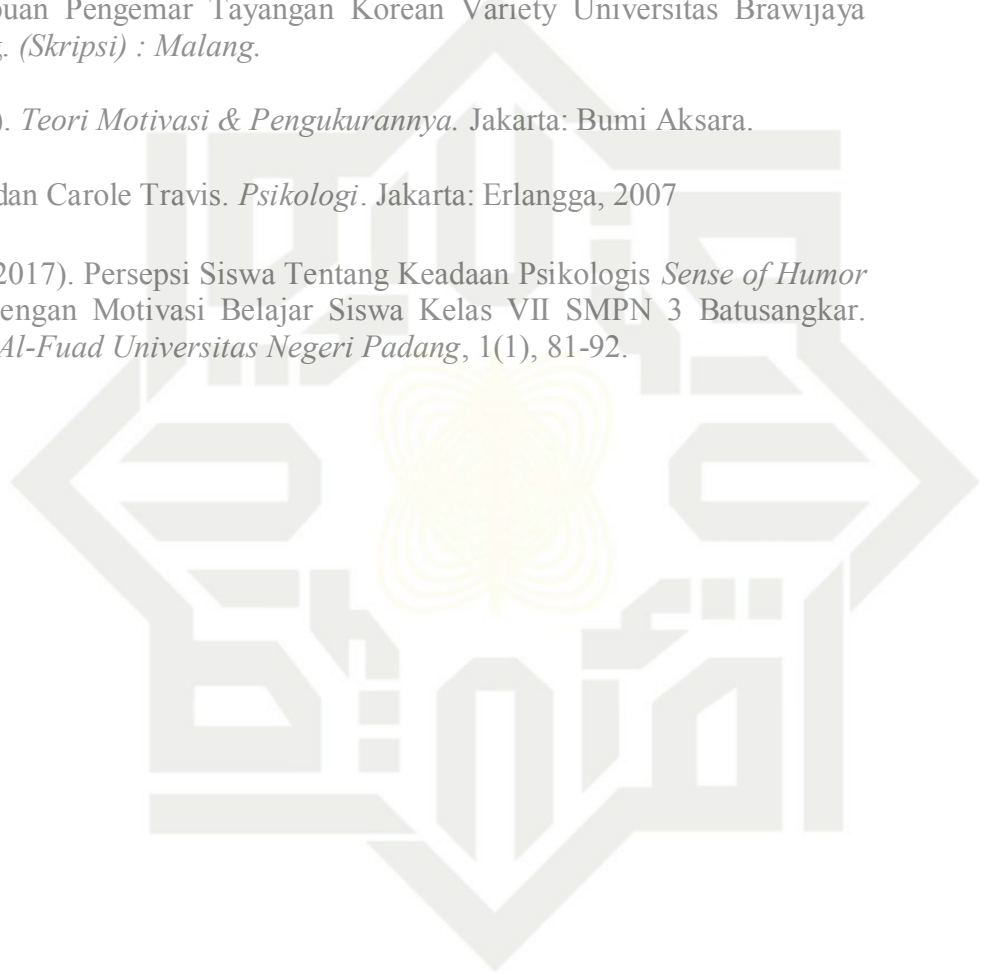 Pengemar Tayangan Korean Variety Universitas Brawijaya
(Skripsi) : Malang.
). Teori Motivasi & Pengukurannya. Jakarta: Bumi Aksara.
dan Carole Travis. Psikologi. Jakarta: Erlangga, 2007
2017). Persepsi Siswa Tentang Keadaan Psikologis Sense of Humor
engan Motivasi Belajar Siswa Kelas VII SMPN 3 Batusangkar.
Al-Fuad Universitas Negeri Padang, 1(1), 81-92.